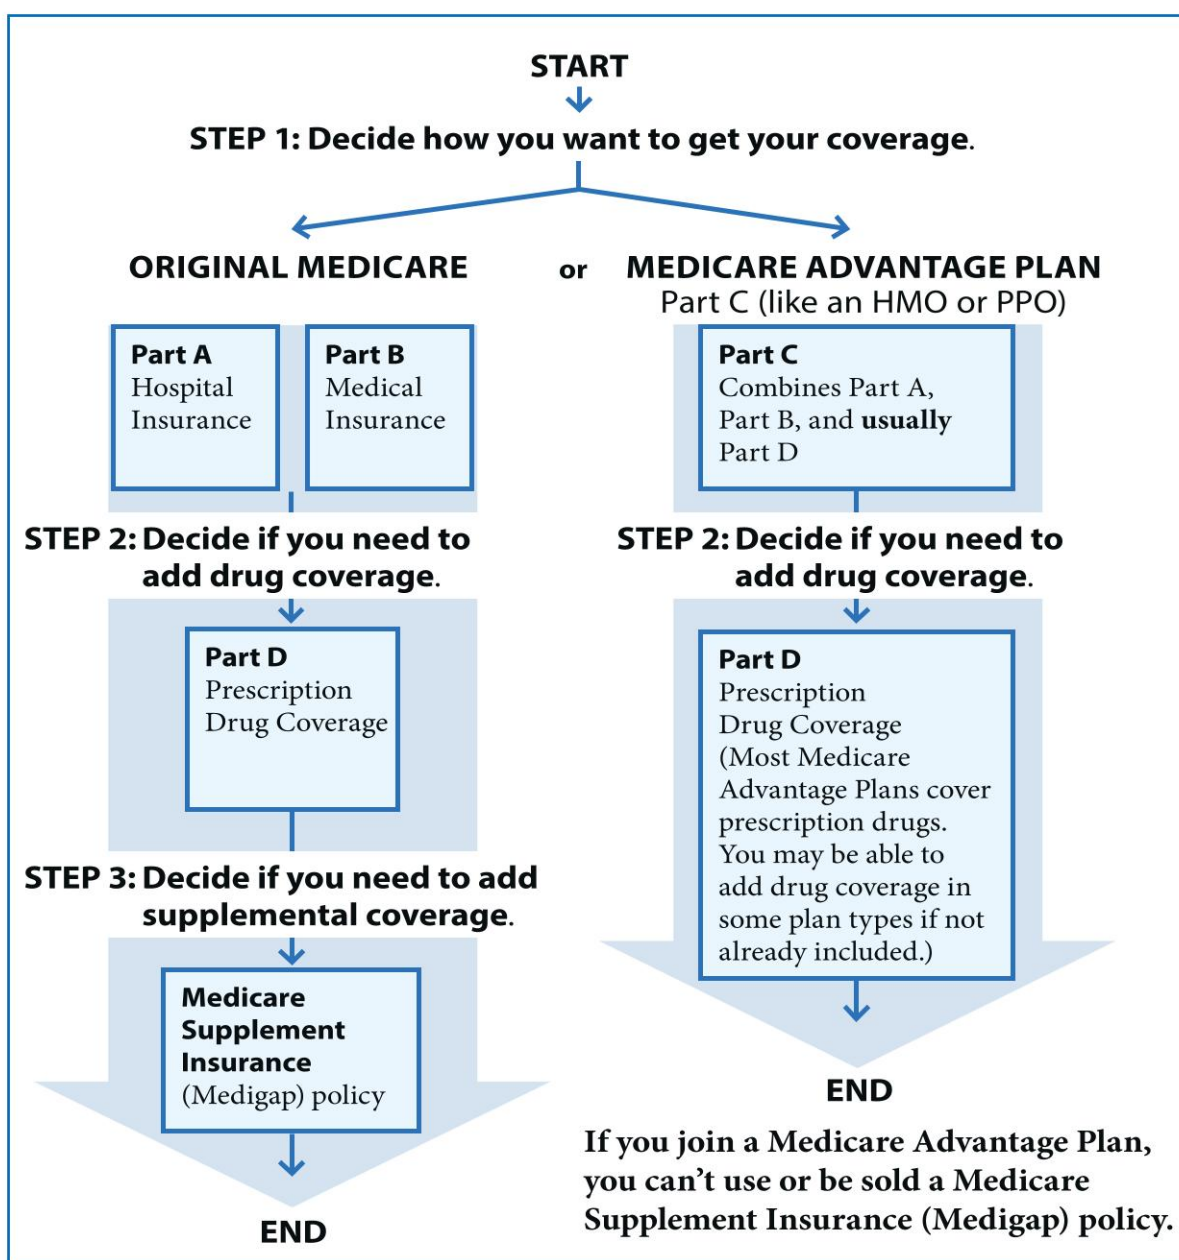 START
STEP 1: Decide how you want to get your coverage.
ORIGINAL MEDICARE
or
MEDICARE ADVANTAGE PLAN
Part C (like an HMO or PPO)
Part A
Hospital
Insurance
Part B
Medical
Insurance
STEP 2: Decide if you need to
add drug coverage.
Part D
Prescription
Drug Coverage
STEP 3: Decide if you need to add
supplemental coverage.
Medicare
Supplement
Insurance
(Medigap) policy
END
Part C
Combines Part A,
Part B, and usually
Part D
STEP 2: Decide if you need to
add drug coverage.
Part D
Prescription
Drug Coverage
(Most Medicare
Advantage Plans cover
prescription drugs.
You may be able to
add drug coverage in
some plan types if not
already included.)
END
If you join a Medicare Advantage Plan,
you can’t use or be sold a Medicare
Supplement Insurance (Medigap) policy.